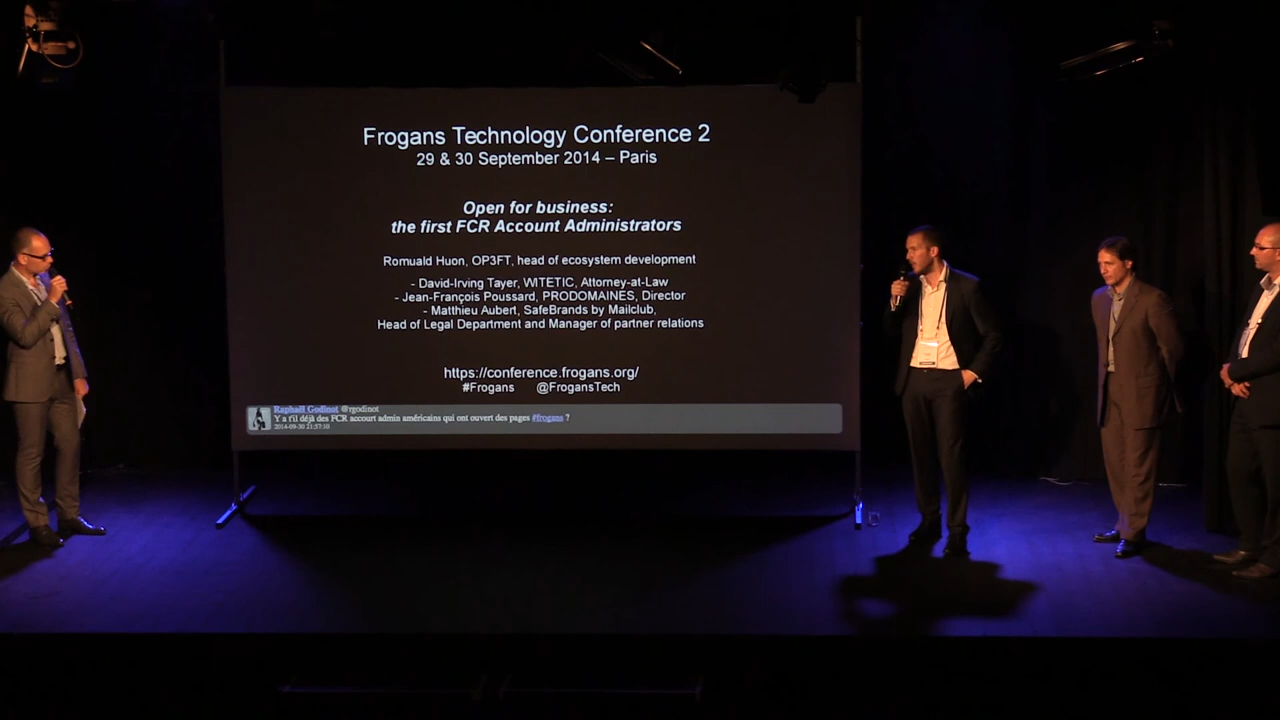 Frogans Technology Conference 2
29 & 30 September 2014 – Paris
Open for business:
the first FCR Account Administrators
Romuald Huon, OP3FT, head of ecosystem development
- David-Irving Tayer, WITETIC, Attorney-at-Law
- Jean-François Poussard, PRODOMAINES, Director
- Matthieu Aubert, SafeBrands by Mailclub,
Head of Legal Department and Manager of partner relations
https://conference.frogans.org/
#Frogans @FrogansTech
Raphaël Godinot @rgodinot
Y a t'il déjà des FCR account admin américains qui ont ouvert des pages #frogans ?
2014-09-30 11:57:10